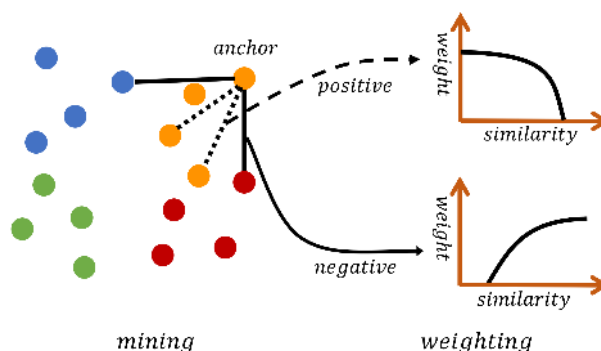 anchor
positive
weight
similarity
negative
weight
similarity
mining
weighting